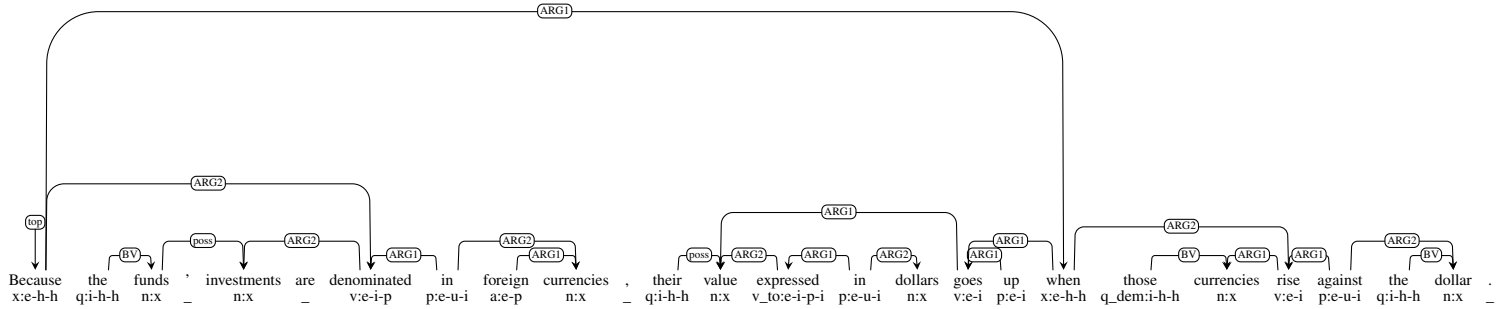 ARG1
ARG2
ARG1
top
ARG2
BV poss ARG2 ARG1 ARG2 ARG1 poss ARG2 ARG1 ARG2 ARG1 ARG1 BV ARG1 ARG1 ARG2 BV
Because the funds ' investments are denominated in foreign currencies , their value expressed in dollars goes up when those currencies rise against the dollar .
x:e-h-h q:i-h-h n:x _ n:x _ v:e-i-p p:e-u-i a:e-p n:x _ q:i-h-h n:x v_to:e-i-p-i p:e-u-i n:x v:e-i p:e-i x:e-h-h q_dem:i-h-h n:x v:e-i p:e-u-i q:i-h-h n:x _